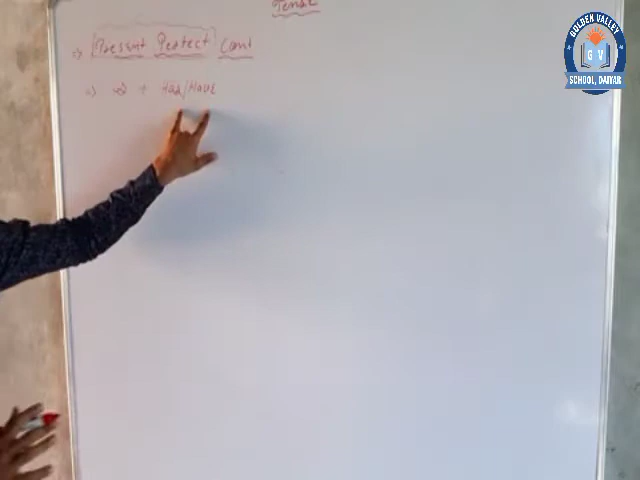 Tense
⇒ Present Perfect Cont
⇒ + Has/Have
GOLDEN VALLEY
G V
SCHOOL, DAIYAR